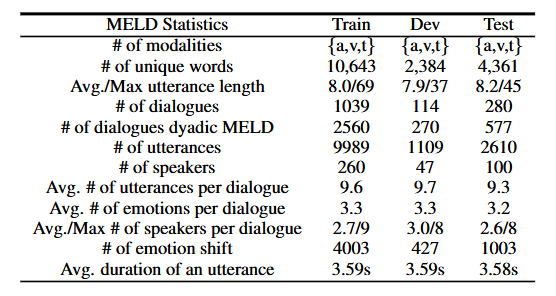 MELD Statistics Train Dev Test
# of modalities {a,v,t} {a,v,t} {a,v,t}
# of unique words 10,643 2,384 4,361
Avg./Max utterance length 8.0/69 7.9/37 8.2/45
# of dialogues 1039 114 280
# of dialogues dyadic MELD 2560 270 577
# of utterances 9989 1109 2610
# of speakers 260 47 100
Avg. # of utterances per dialogue 9.6 9.7 9.3
Avg. # of emotions per dialogue 3.3 3.3 3.2
Avg./Max # of speakers per dialogue 2.7/9 3.0/8 2.6/8
# of emotion shift 4003 427 1003
Avg. duration of an utterance 3.59s 3.59s 3.58s